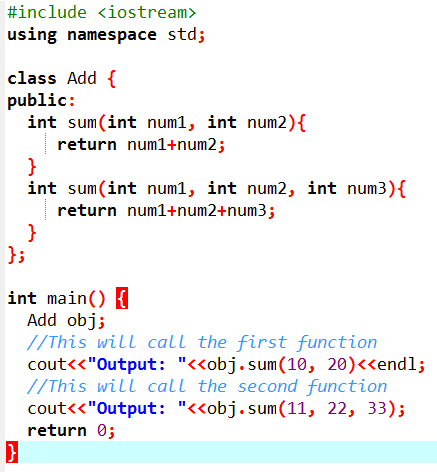 #include <iostream>
using namespace std;
class Add {
public:
int sum(int num1, int num2){
return num1+num2;
}
int sum(int num1, int num2, int num3){
return num1+num2+num3;
}
};
int main() {
Add obj;
//This will call the first function
cout<<"Output: "<<obj.sum(10, 20)<<endl;
//This will call the second function
cout<<"Output: "<<obj.sum(11, 22, 33);
return 0;
}